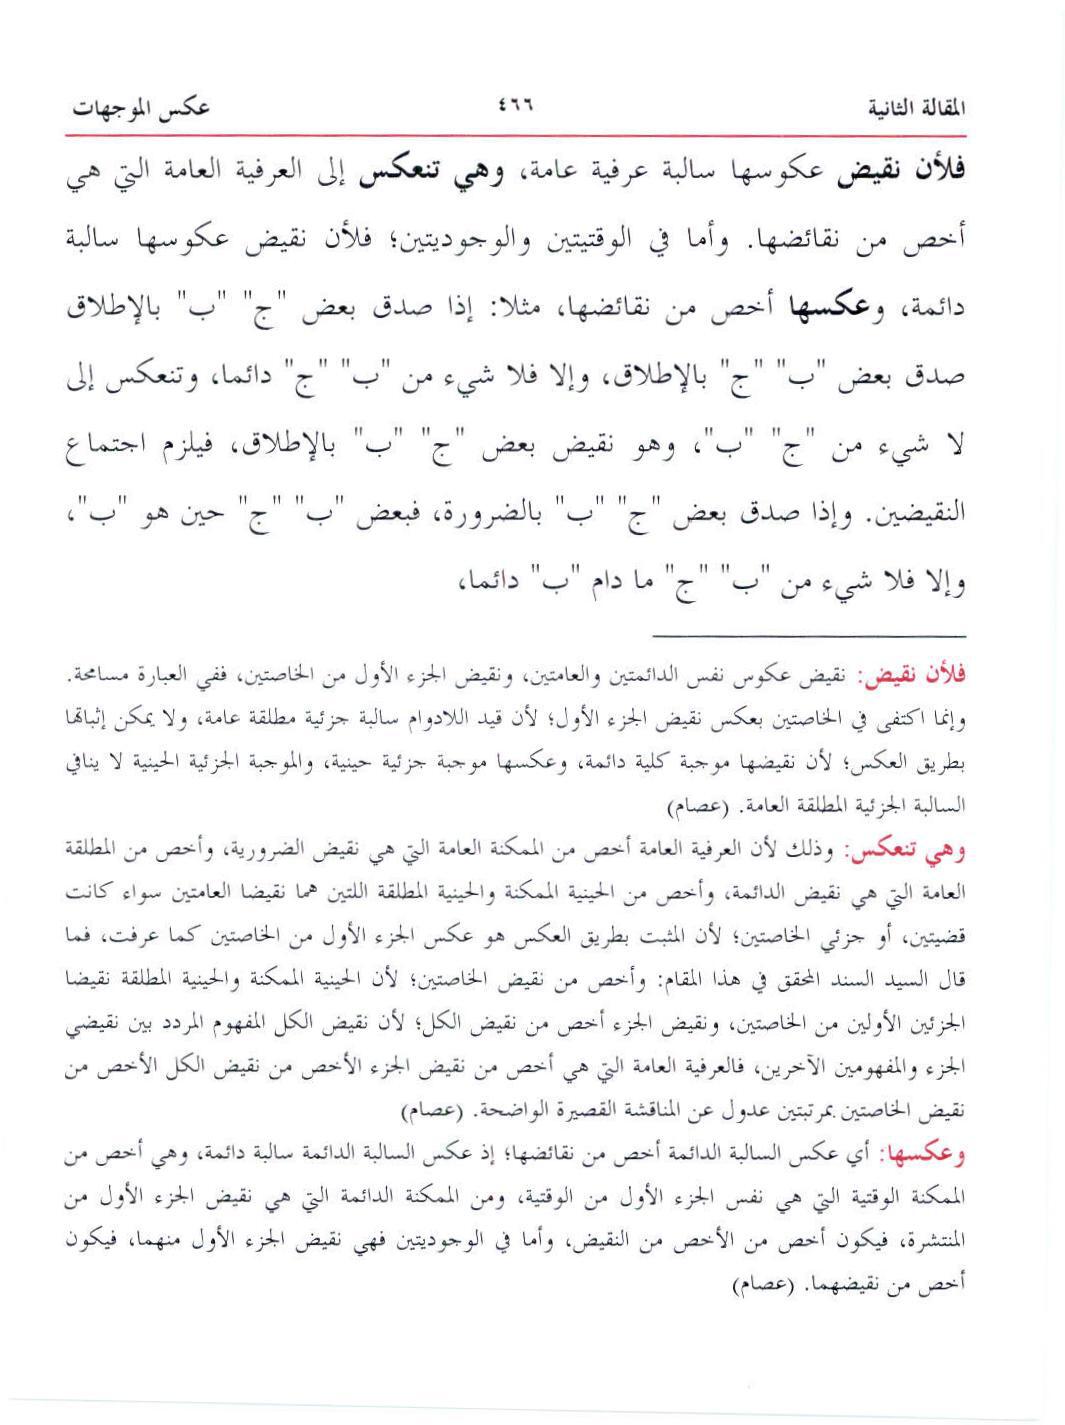 المقالة الثانية ٤٦٦ عكس الموجهات
فلأن نقيض عكوسها سالبة عرفية عامة، وهي تنعكس إلى العرفية العامة التي هي
أخص من نقائضها. وأما في الوقتيتين والوجوديتين؛ فلأن نقيض عكوسها سالبة
دائمة، وعكسها أخص من نقائضها، مثلا: إذا صدق بعض "ج" "ب" بالإطلاق
صدق بعض "ب" "ج" بالإطلاق، وإلا فلا شيء من "ب" "ج" دائما، وتنعكس إلى
لا شيء من "ج" "ب"، وهو نقيض بعض "ج" "ب" بالإطلاق، فيلزم اجتماع
النقيضين. وإذا صدق بعض "ج" "ب" بالضرورة، فبعض "ب" "ج" حين هو "ب"،
وإلا فلا شيء من "ب" "ج" ما دام "ب" دائما،
فلأن نقيض: نقيض عكوس نفس الدائمتين والعامتين، ونقيض الجزء الأول من الخاصتين، ففي العبارة مسامحة.
وإنما اكتفى في الخاصتين بعكس نقيض الجزء الأول؛ لأن قيد اللادوام سالبة جزئية مطلقة عامة، ولا يمكن إثباتها
بطريق العكس؛ لأن نقيضها موجبة كلية دائمة، وعكسها موجبة جزئية حينية، والموجبة الجزئية الحينية لا ينافي
السالبة الجزئية المطلقة العامة. (عصام)
وهي تنعكس: وذلك لأن العرفية العامة أخص من الممكنة العامة التي هي نقيض الضرورية، وأخص من المطلقة
العامة التي هي نقيض الدائمة، وأخص من الحينية الممكنة والحينية المطلقة اللتين هما نقيضا العامتين سواء كانت
قضيتين، أو جزئي الخاصتين؛ لأن المثبت بطريق العكس هو عكس الجزء الأول من الخاصتين كما عرفت، فما
قال السيد السند المحقق في هذا المقام: وأخص من نقيض الخاصتين؛ لأن الحينية الممكنة والحينية المطلقة نقيضا
الجزئين الأولين من الخاصتين، ونقيض الجزء أخص من نقيض الكل؛ لأن نقيض الكل المفهوم المردد بين نقيضي
الجزء والمفهومين الآخرين، فالعرفية العامة التي هي أخص من نقيض الجزء الأخص من نقيض الكل الأخص من
نقيض الخاصتين بمرتبتين عدول عن المناقشة القصيرة الواضحة. (عصام)
وعكسها: أي عكس السالبة الدائمة أخص من نقائضها؛ إذ عكس السالبة الدائمة سالبة دائمة، وهي أخص من
الممكنة الوقتية التي هي نفس الجزء الأول من الوقتية، ومن الممكنة الدائمة التي هي نقيض الجزء الأول من
المنتشرة، فيكون أخص من الأخص من النقيض، وأما في الوجوديتين فهي نقيض الجزء الأول منهما، فيكون
أخص من نقيضهما. (عصام)